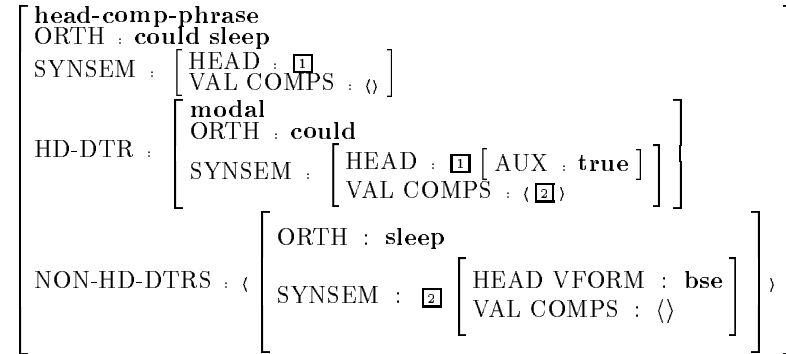 head-comp-phrase
ORTH : could sleep
SYNSEM : [ HEAD : 1
VAL COMPS : ⟨⟩ ]
HD-DTR :
modal
ORTH : could
SYNSEM :
HEAD : 1 [ AUX : true ]
VAL COMPS : ⟨ 2 ⟩
NON-HD-DTRS : ⟨
ORTH : sleep
SYNSEM : 2
HEAD VFORM : bse
VAL COMPS : ⟨⟩
⟩